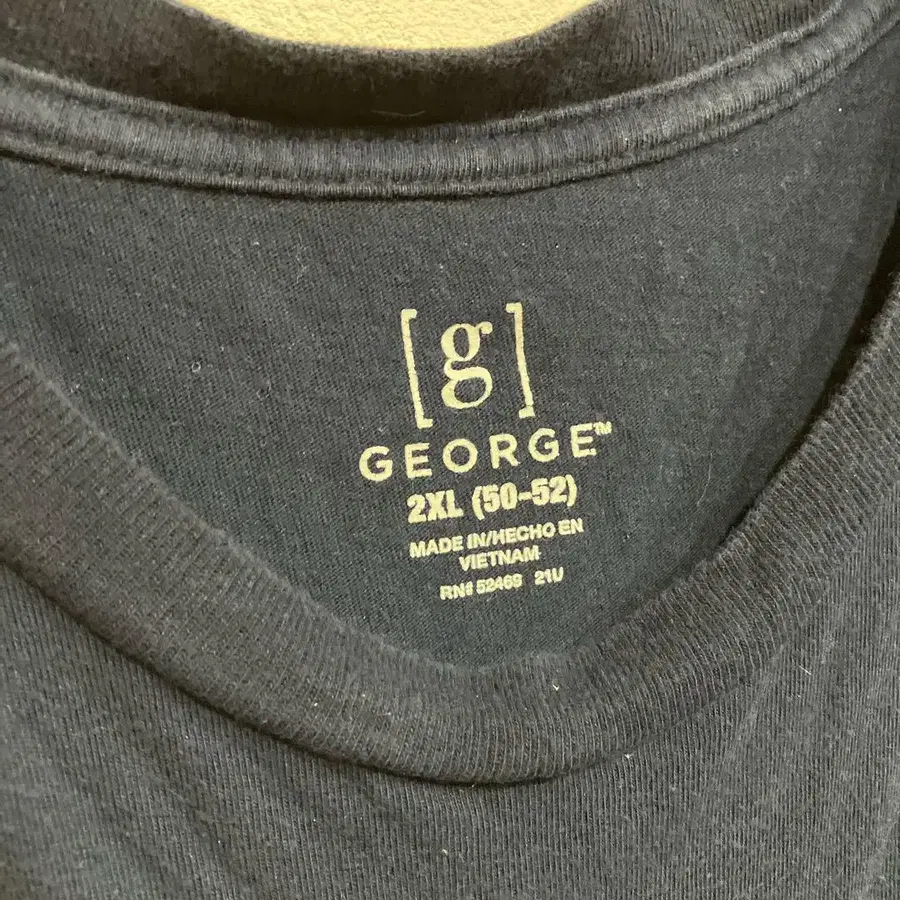 [g]
GEORGE™
2XL (50-52)
MADE IN/HECHO EN
VIETNAM
RN# 52469 21U